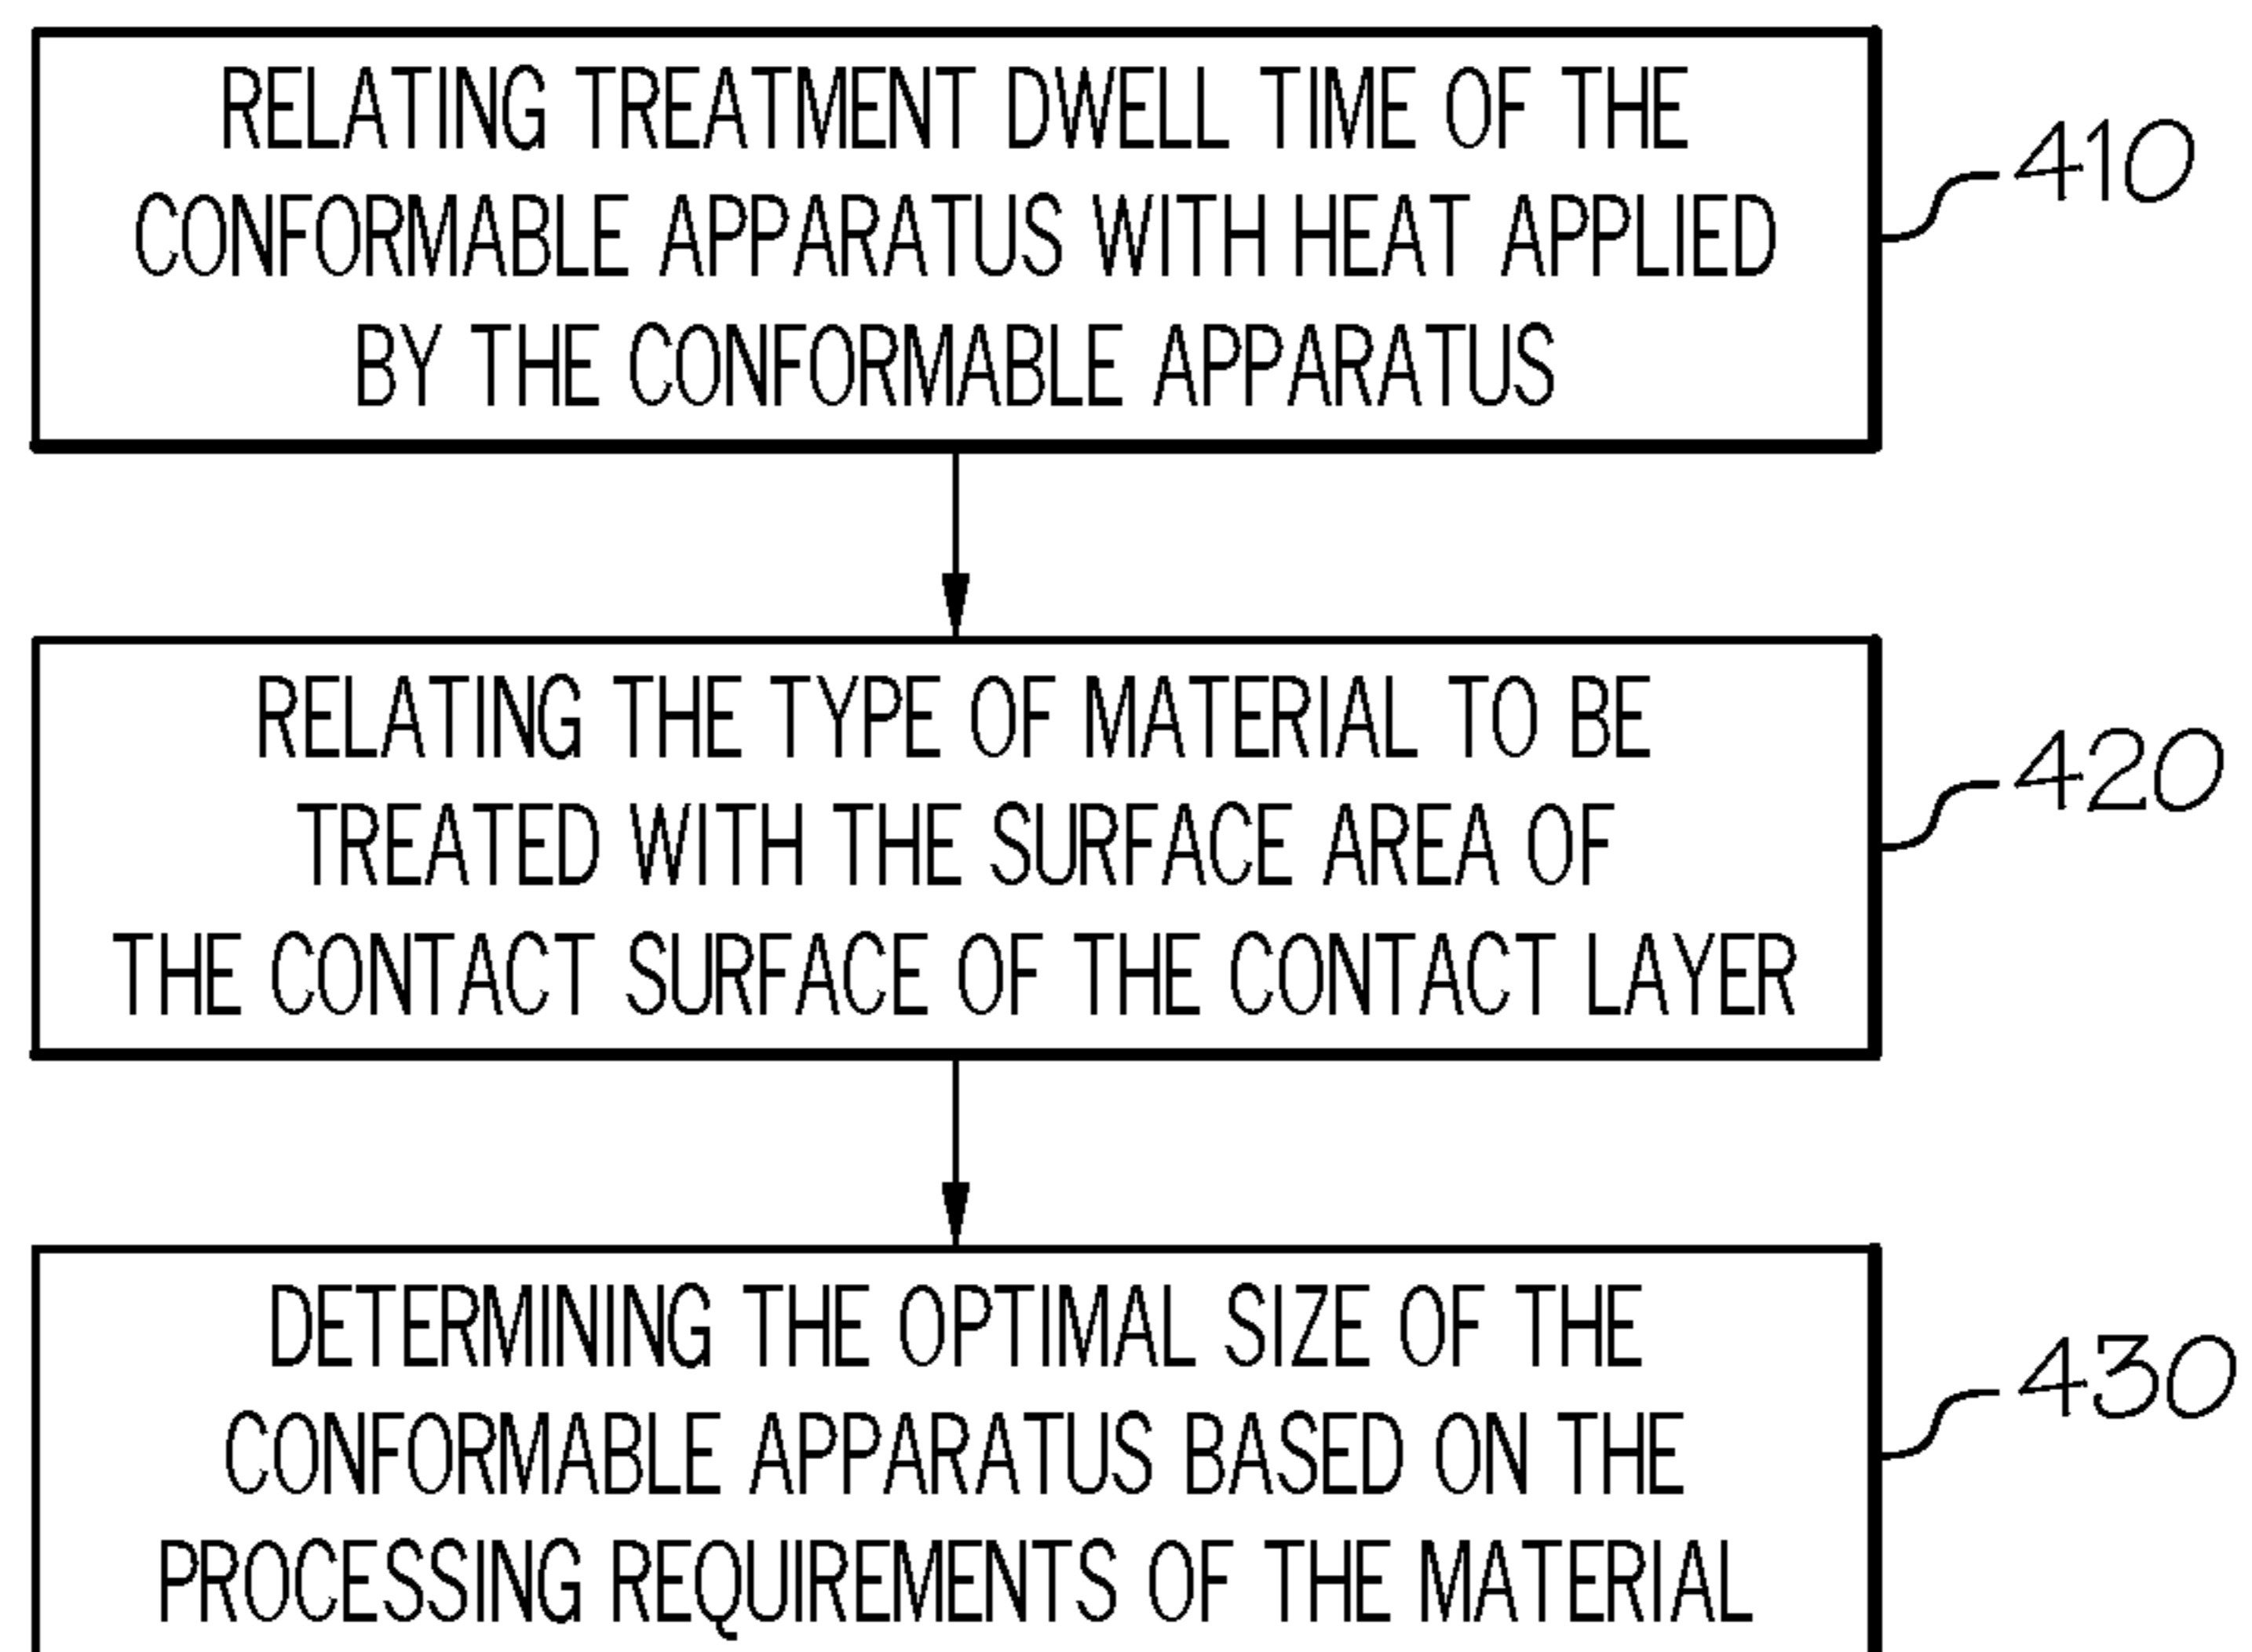 RELATING TREATMENT DWELL TIME OF THE
CONFORMABLE APPARATUS WITH HEAT APPLIED
BY THE CONFORMABLE APPARATUS
410
RELATING THE TYPE OF MATERIAL TO BE
TREATED WITH THE SURFACE AREA OF
THE CONTACT SURFACE OF THE CONTACT LAYER
420
DETERMINING THE OPTIMAL SIZE OF THE
CONFORMABLE APPARATUS BASED ON THE
PROCESSING REQUIREMENTS OF THE MATERIAL
430